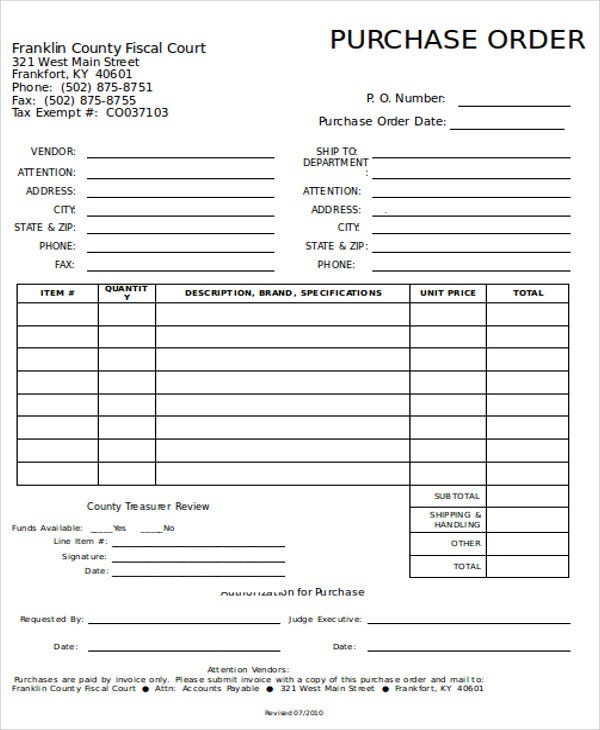 PURCHASE ORDER
Franklin County Fiscal Court
321 West Main Street
Frankfort, KY 40601
Phone: (502) 875-8751
Fax: (502) 875-8755
Tax Exempt #: CO037103
P. O. Number:
Purchase Order Date:
VENDOR:
ATTENTION:
ADDRESS:
CITY:
STATE & ZIP:
PHONE:
FAX:
SHIP TO:
DEPARTMENT
:
ATTENTION:
ADDRESS: .
CITY:
STATE & ZIP:
PHONE:
ITEM # QUANTIT DESCRIPTION, BRAND, SPECIFICATIONS UNIT PRICE TOTAL
Y
SUBTOTAL
SHIPPING &
HANDLING
OTHER
TOTAL
County Treasurer Review
Funds Available: ____Yes ____No
Line Item #:
Signature:
Date:
Authorization for Purchase
Requested By: Judge Executive:
Date: Date:
Attention Vendors:
Purchases are paid by invoice only. Please submit invoice with a copy of this purchase order and mail to:
Franklin County Fiscal Court ● Attn: Accounts Payable ● 321 West Main Street ● Frankfort, KY 40601
Revised 07/2010